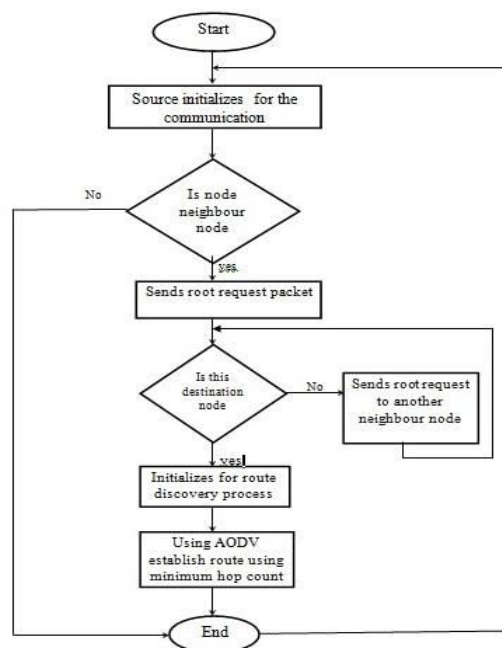 Start
Source initializes for the
communication
No
Is node
neighbour
node
yes.
Sends root request packet
Is this
destination
node
No
Sends root request
to another
neighbour node
yes
Initializes for route
discovery process
Using AODV
establish route using
minimum hop count
End